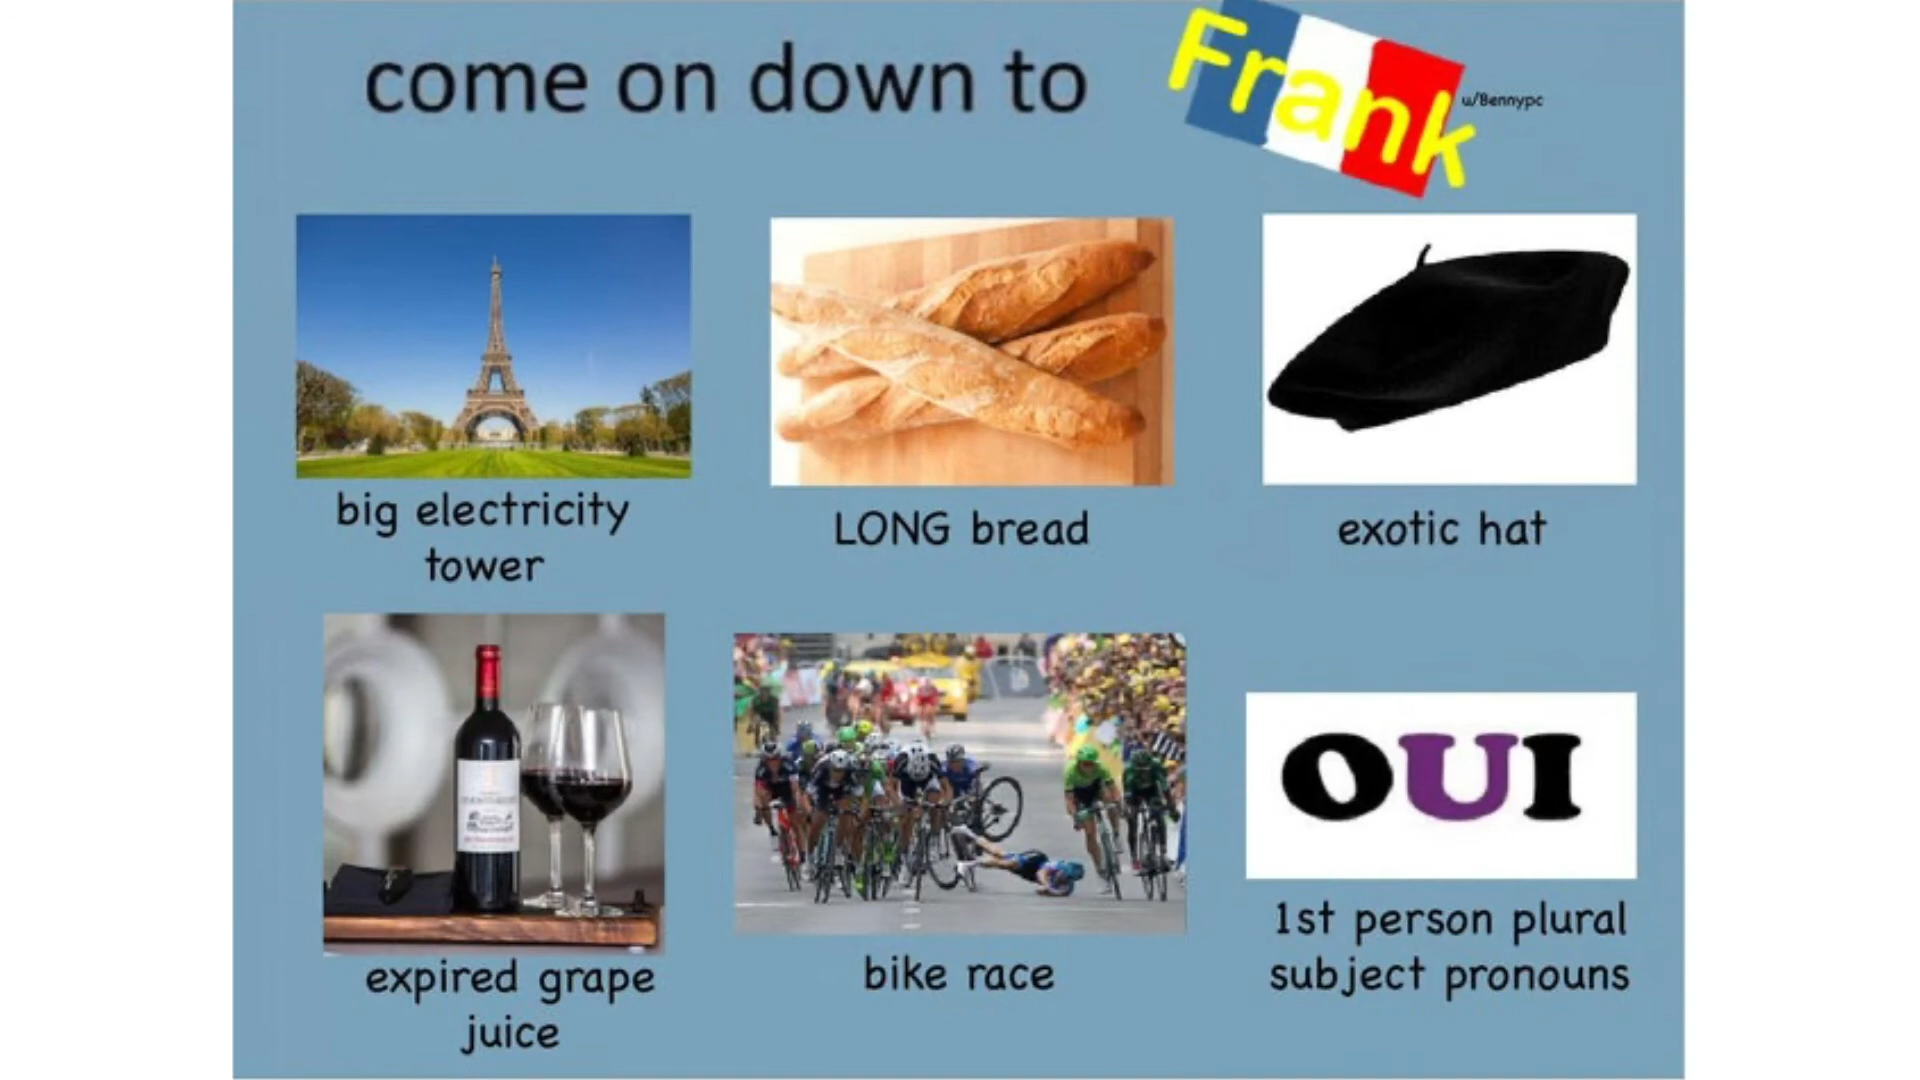 come on down to Frank
u/Bennypc
big electricity
tower
LONG bread
exotic hat
expired grape
juice
bike race
OUI
1st person plural
subject pronouns